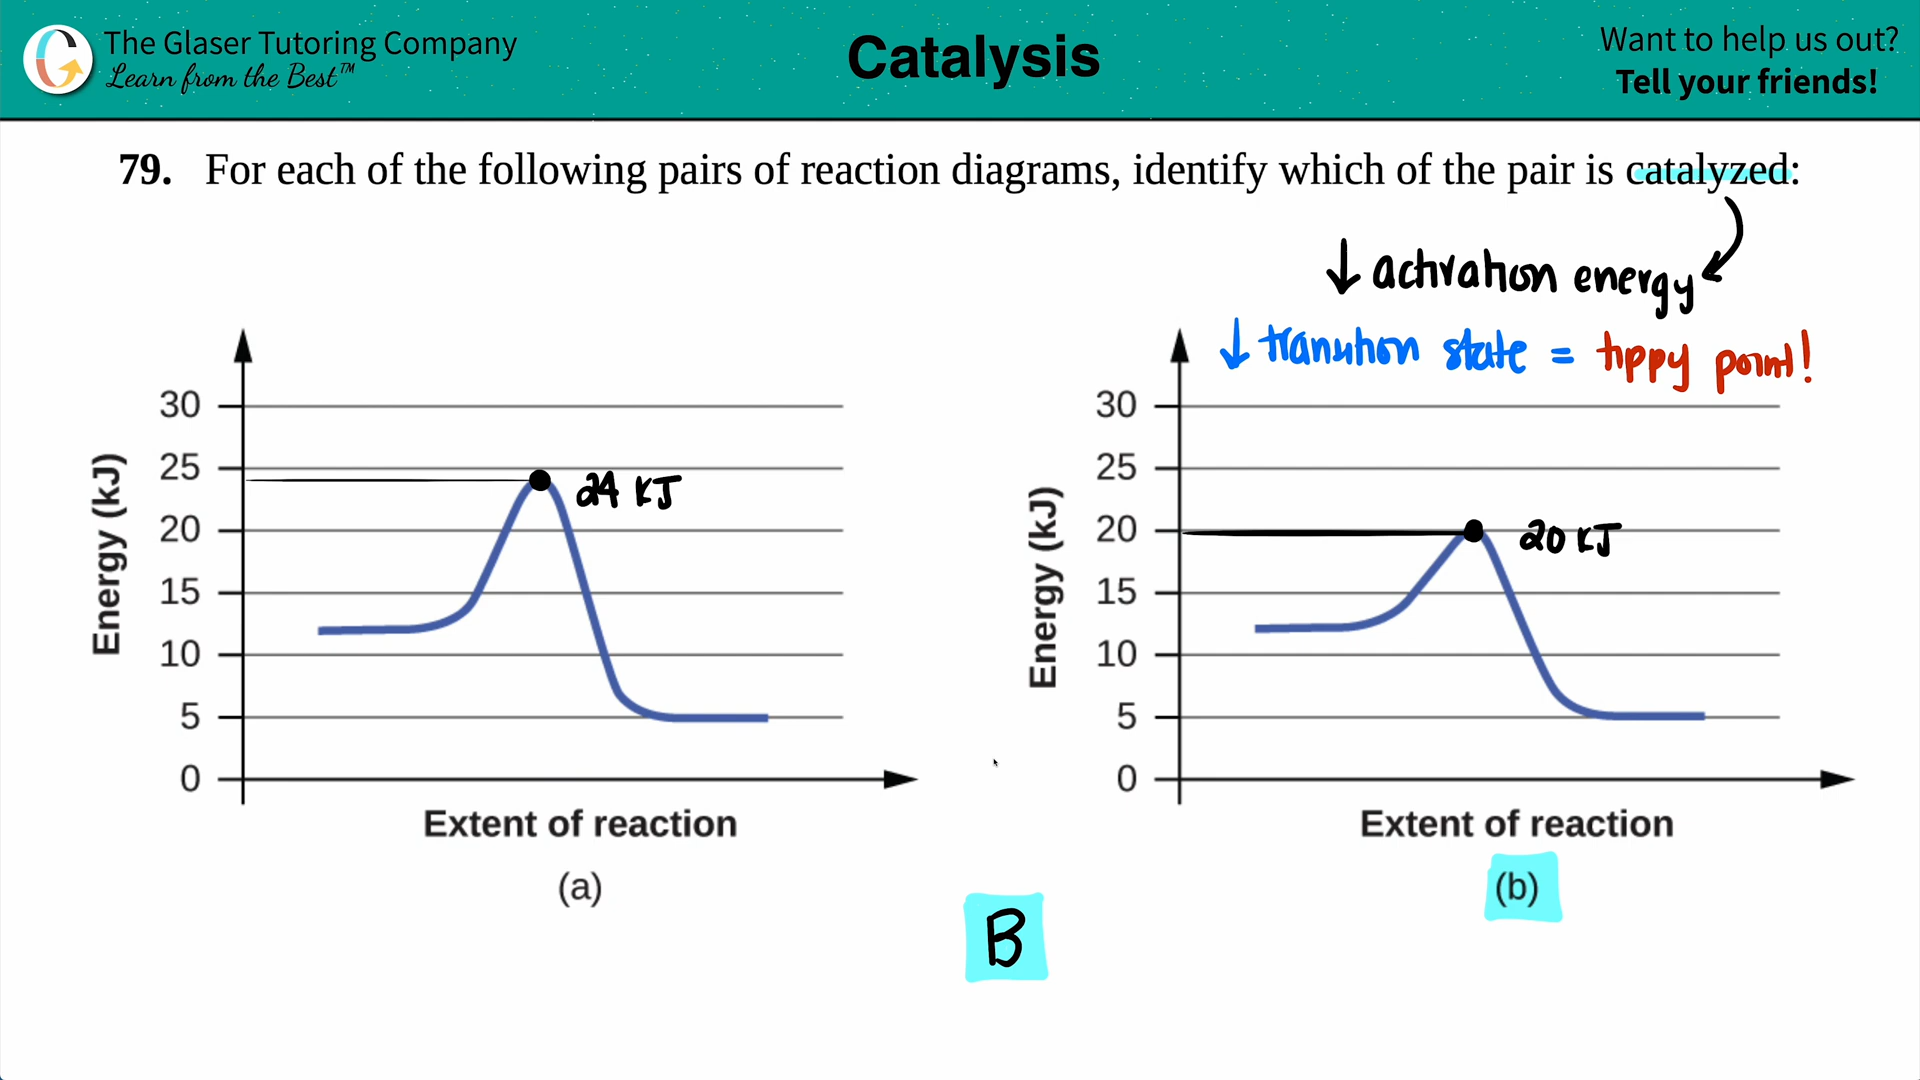 The Glaser Tutoring Company
Learn from the Best™
Catalysis
Want to help us out?
Tell your friends!
79. For each of the following pairs of reaction diagrams, identify which of the pair is catalyzed:
↓ activation energy
↓ tranution state = tippy point!
30
25
20
15
10
5
0
Energy (kJ)
24 KJ
Extent of reaction
(a)
30
25
20
15
10
5
0
Energy (kJ)
20 KJ
Extent of reaction
(b)
B